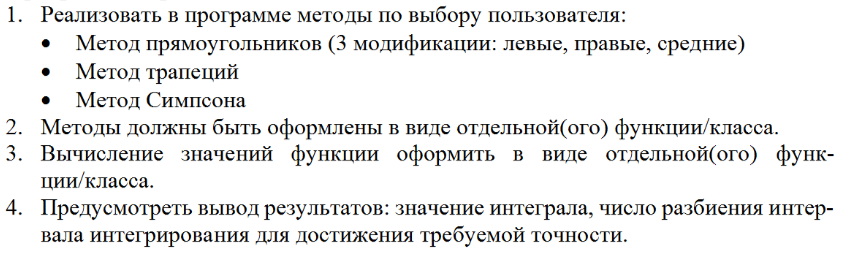 1. Реализовать в программе методы по выбору пользователя:
• Метод прямоугольников (3 модификации: левые, правые, средние)
• Метод трапеций
• Метод Симпсона
2. Методы должны быть оформлены в виде отдельной(ого) функции/класса.
3. Вычисление значений функции оформить в виде отдельной(ого) функ-
ции/класса.
4. Предусмотреть вывод результатов: значение интеграла, число разбиения интер-
вала интегрирования для достижения требуемой точности.